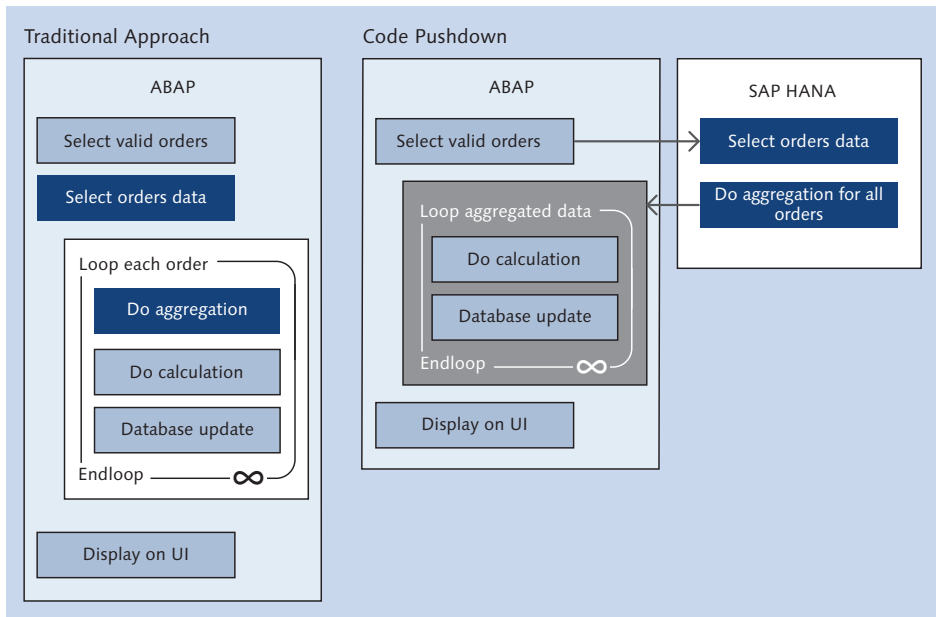 Traditional Approach
ABAP
Select valid orders
Select orders data
Loop each order
Do aggregation
Do calculation
Database update
Endloop
∞
Display on UI
Code Pushdown
ABAP
Select valid orders
Loop aggregated data
Do calculation
Database update
Endloop
∞
Display on UI
SAP HANA
Select orders data
Do aggregation for all
orders